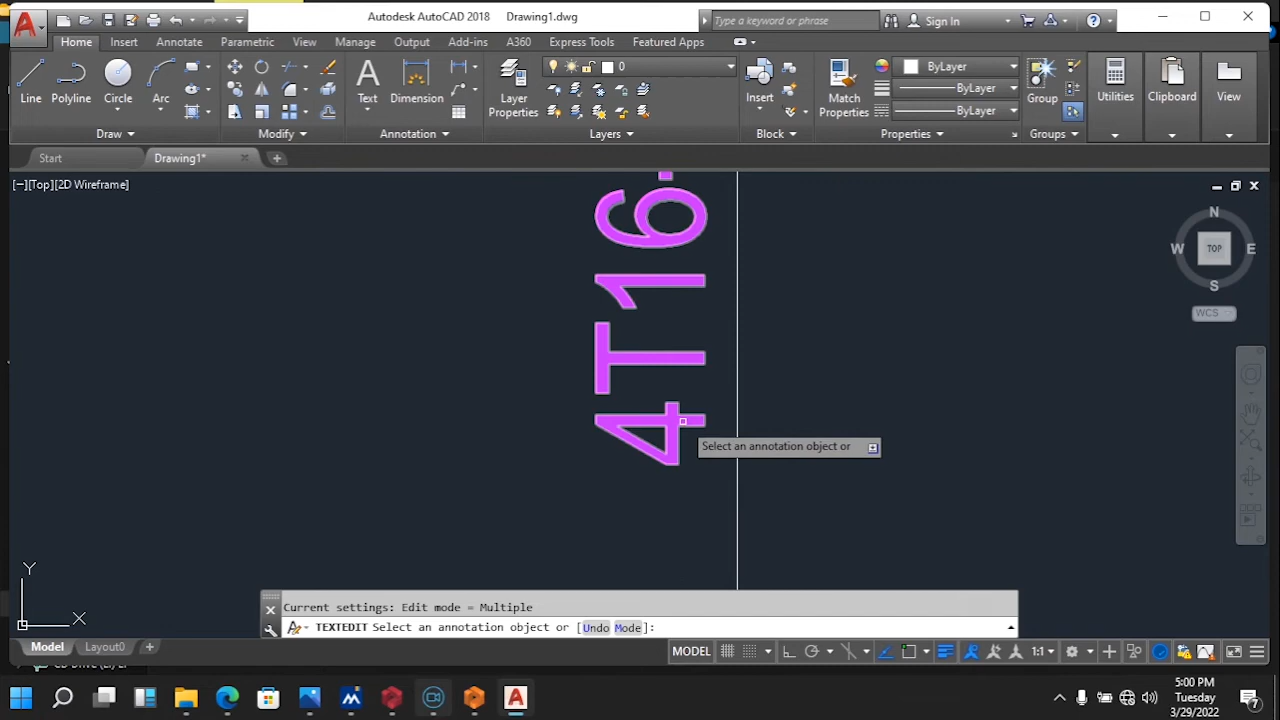 Autodesk AutoCAD 2018 Drawing1.dwg
Type a keyword or phrase
Sign In
Home Insert Annotate Parametric View Manage Output Add-ins A360 Express Tools Featured Apps
0
ByLayer
ByLayer
ByLayer
Line Polyline Circle Arc Text Dimension
Layer
Properties
Insert
Match
Properties
Group Utilities Clipboard View
Draw Modify Annotation Layers Block Properties Groups
Start Drawing1*
[−][Top][2D Wireframe]
N
W TOP E
S
WCS
4T16
Select an annotation object or
Y
X
Current settings: Edit mode = Multiple
TEXTEDIT Select an annotation object or [Undo Mode]:
Model Layout0
MODEL 1:1
5:00 PM
Tuesday
3/29/2022
7